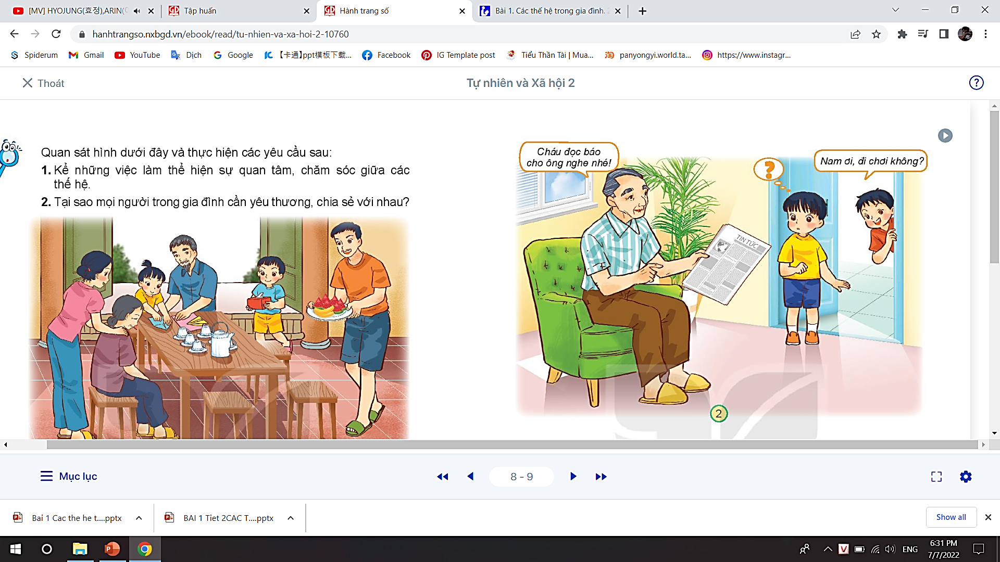 [MV] HYOJUNG(효정),ARIN(
Tập huấn
Hành trang số
Bài 1. Các thế hệ trong gia đình.
hanhtrangso.nxbgd.vn/ebook/read/tu-nhien-va-xa-hoi-2-10760
Spiderum
Gmail
YouTube
Dịch
Google
【卡通】ppt模板下载...
Facebook
IG Template post
Tiểu Thần Tài | Mua...
panyongyi.world.ta...
https://www.instagr...
Thoát
Tự nhiên và Xã hội 2
Quan sát hình dưới đây và thực hiện các yêu cầu sau:
1. Kể những việc làm thể hiện sự quan tâm, chăm sóc giữa các
thế hệ.
2. Tại sao mọi người trong gia đình cần yêu thương, chia sẻ với nhau?
Cháu đọc báo
cho ông nghe nhé!
?
Nam ơi, đi chơi không?
TIN TỨC
2
Mục lục
8 - 9
Bai 1 Cac the he t....pptx
BAI 1 Tiet 2CAC T....pptx
Show all
ENG
6:31 PM
7/7/2022